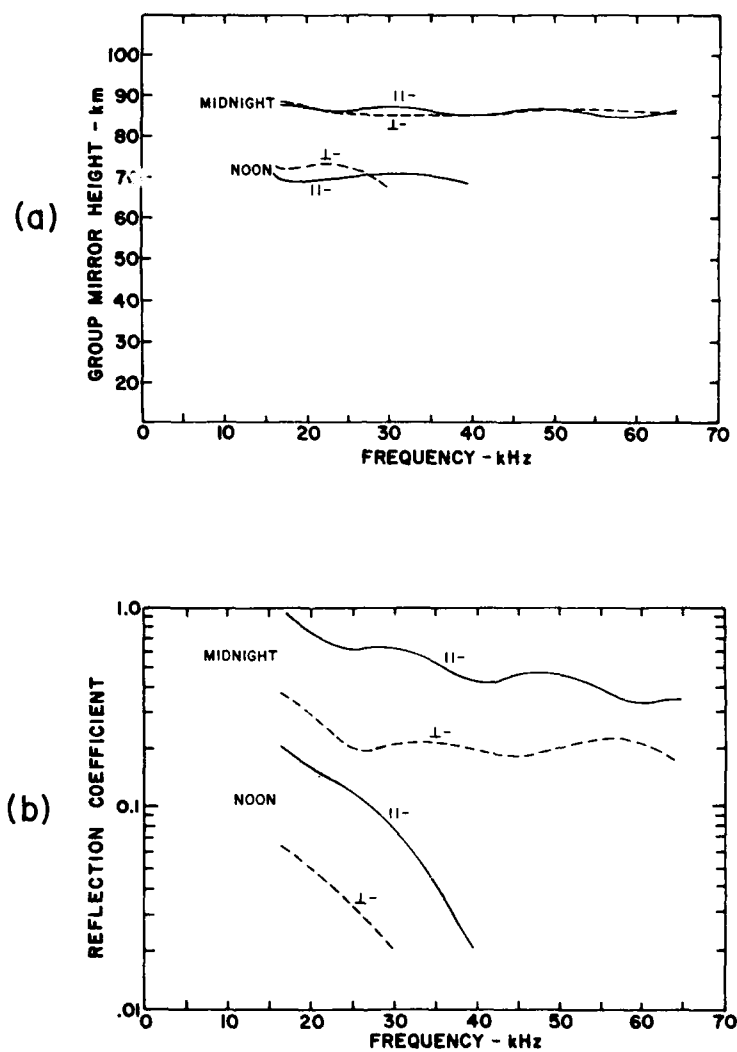 (a)
GROUP MIRROR HEIGHT - km
100
90
80
70
60
50
40
30
20
MIDNIGHT
||-
⊥-
NOON
⊥-
||-
0 10 20 30 40 50 60 70
FREQUENCY - kHz
(b)
REFLECTION COEFFICIENT
1.0
0.1
.01
MIDNIGHT
||-
⊥-
NOON
||-
⊥-
0 10 20 30 40 50 60 70
FREQUENCY - kHz